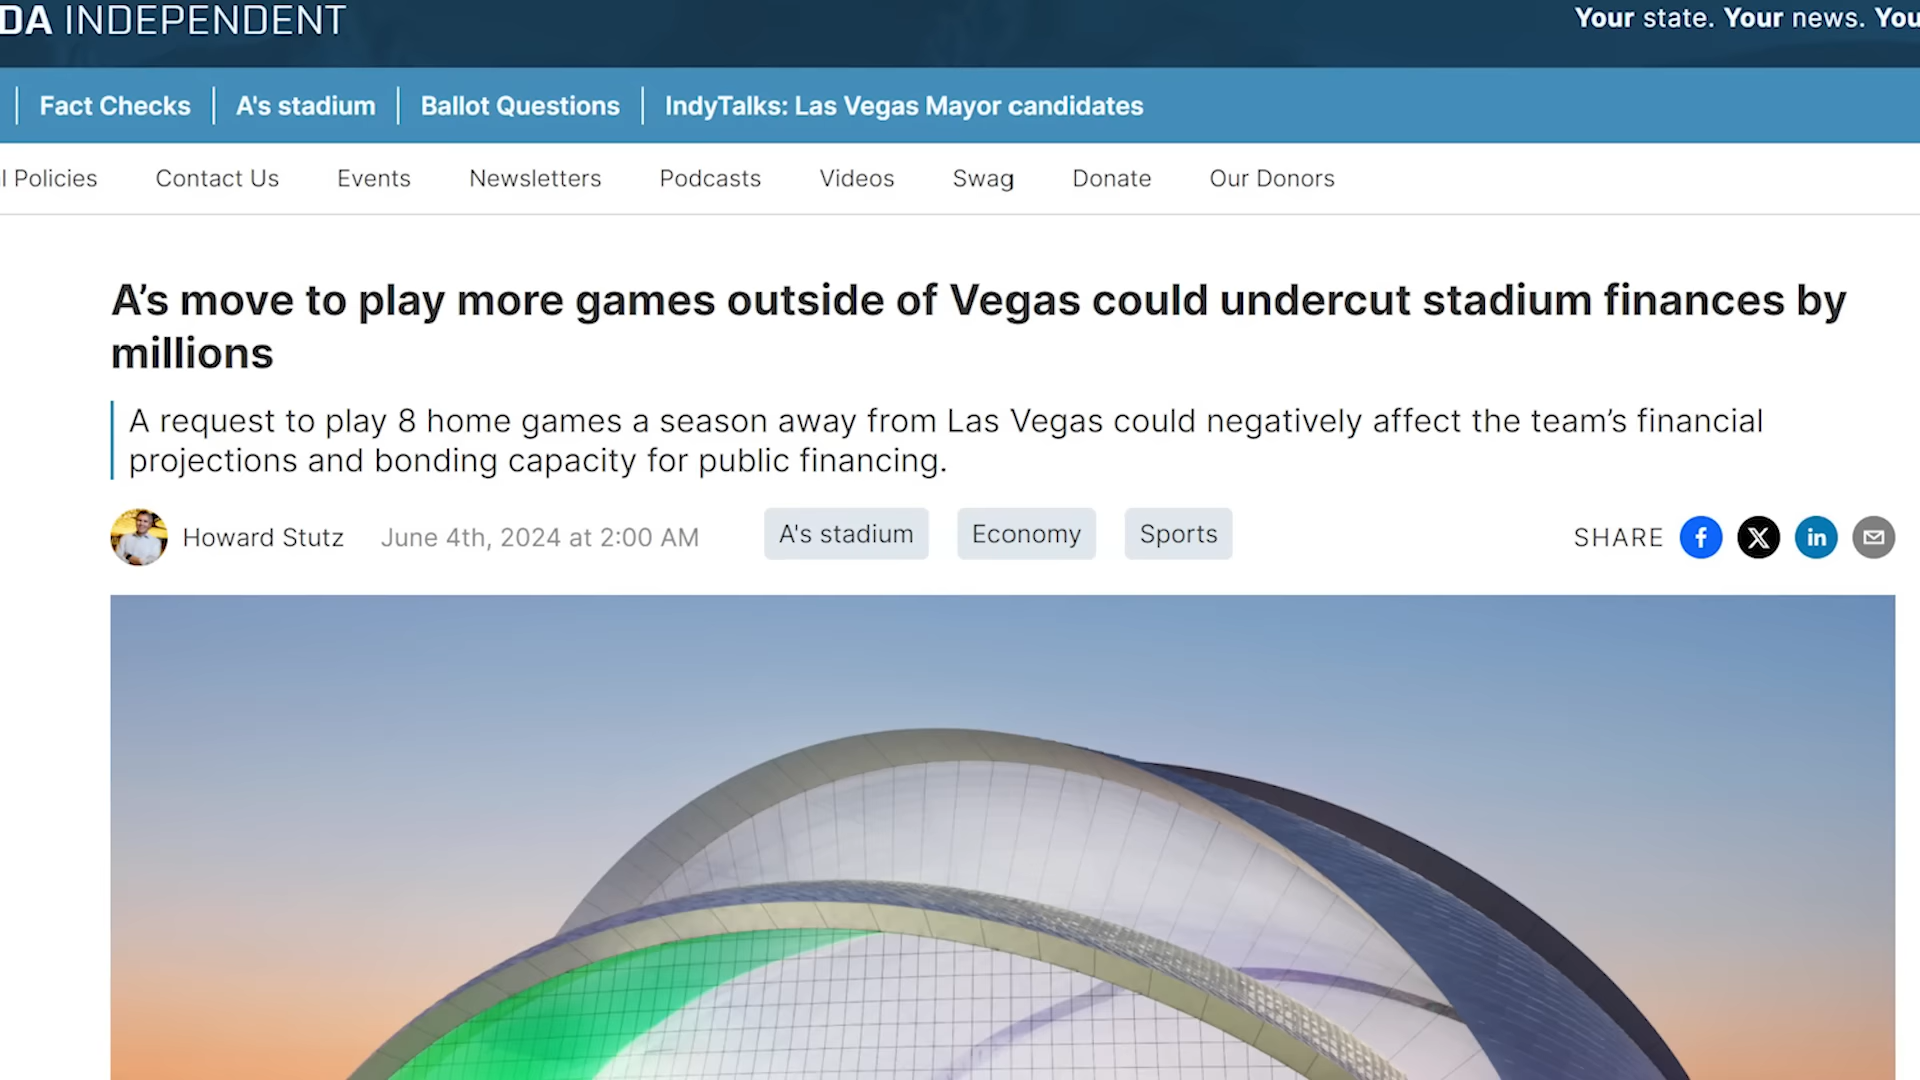 DA INDEPENDENT
Your state. Your news. You
Fact Checks A's stadium Ballot Questions IndyTalks: Las Vegas Mayor candidates
l Policies Contact Us Events Newsletters Podcasts Videos Swag Donate Our Donors
A’s move to play more games outside of Vegas could undercut stadium finances by
millions
A request to play 8 home games a season away from Las Vegas could negatively affect the team’s financial
projections and bonding capacity for public financing.
Howard Stutz June 4th, 2024 at 2:00 AM A's stadium Economy Sports SHARE